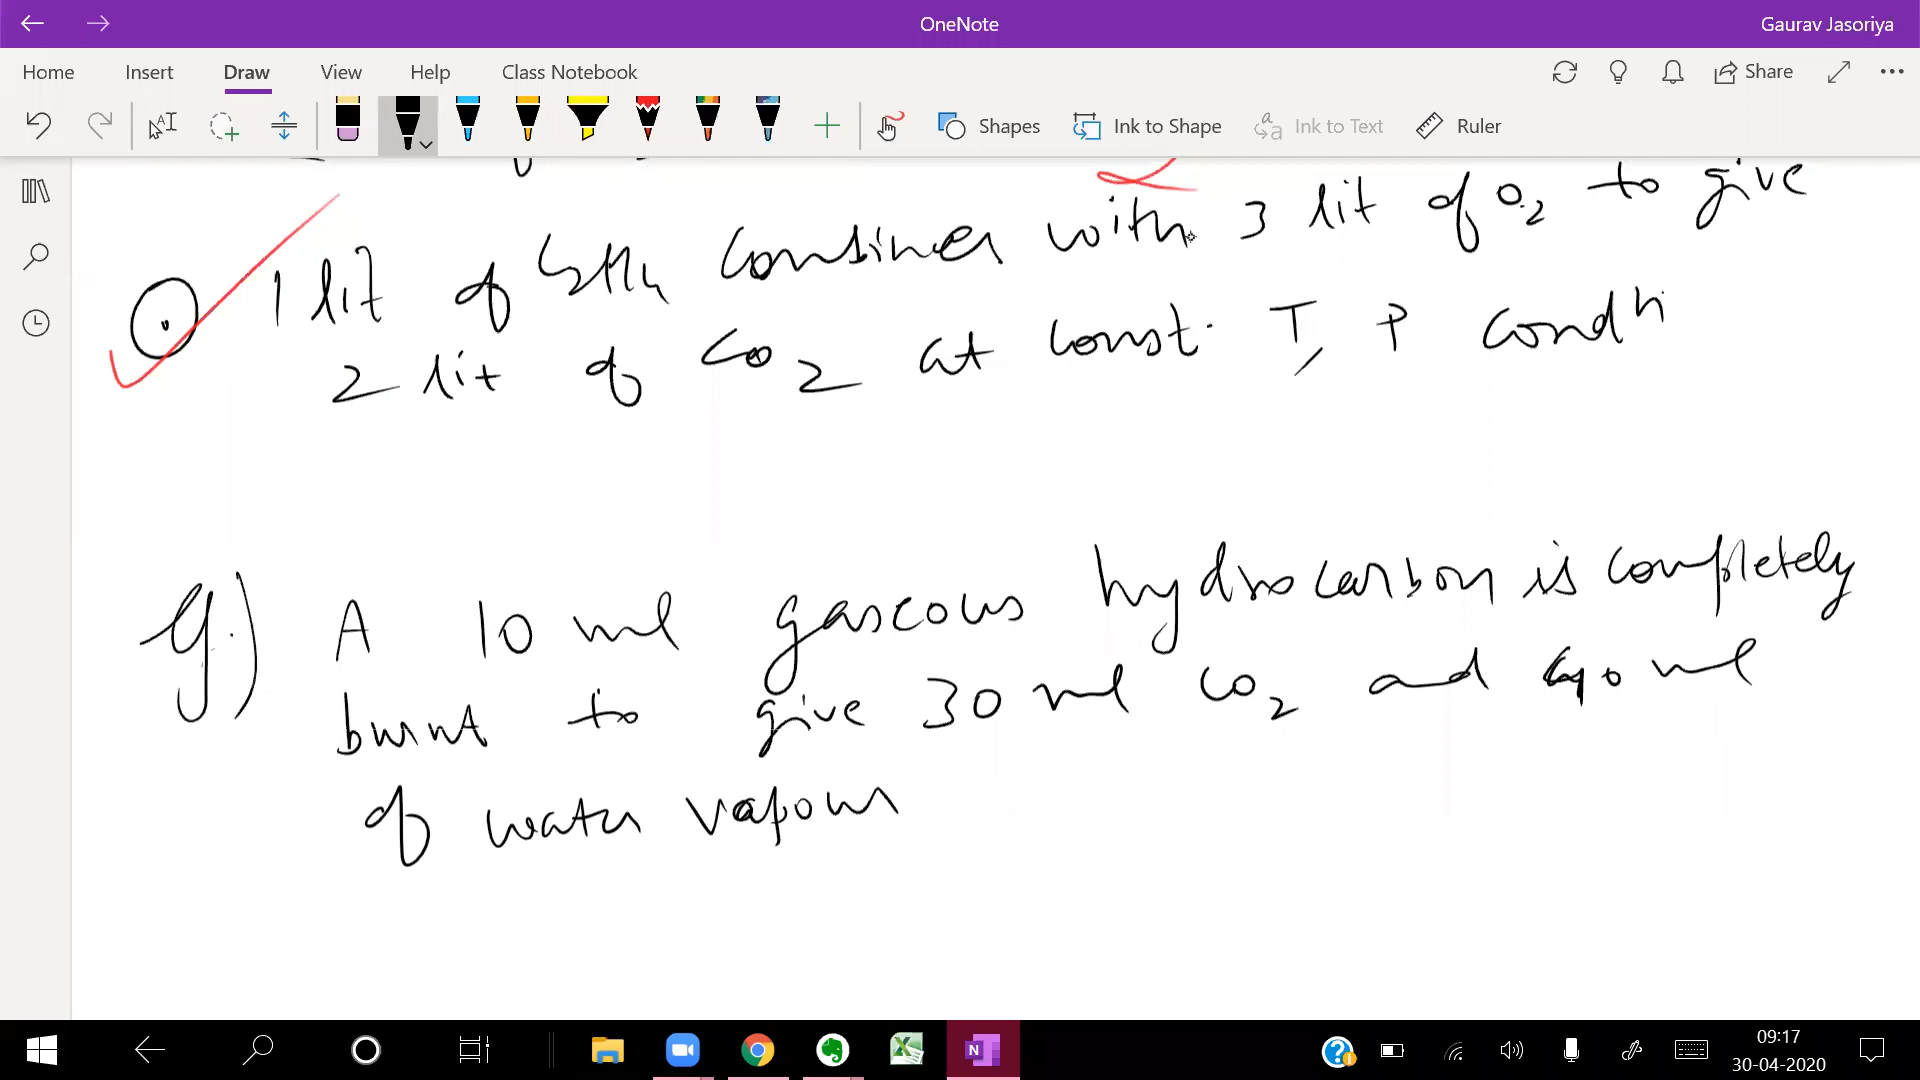 OneNote
Gaurav Jasoriya
Home Insert Draw View Help Class Notebook
Share
Shapes Ink to Shape Ink to Text Ruler
1 lit of C2H4 combines with 3 lit of O2 to give
2 lit of CO2 at const. T, P condn
A 10 ml gaseous hydrocarbon is completely
burnt to give 30 ml CO2 and 40 ml
of water vapour
09:17
30-04-2020